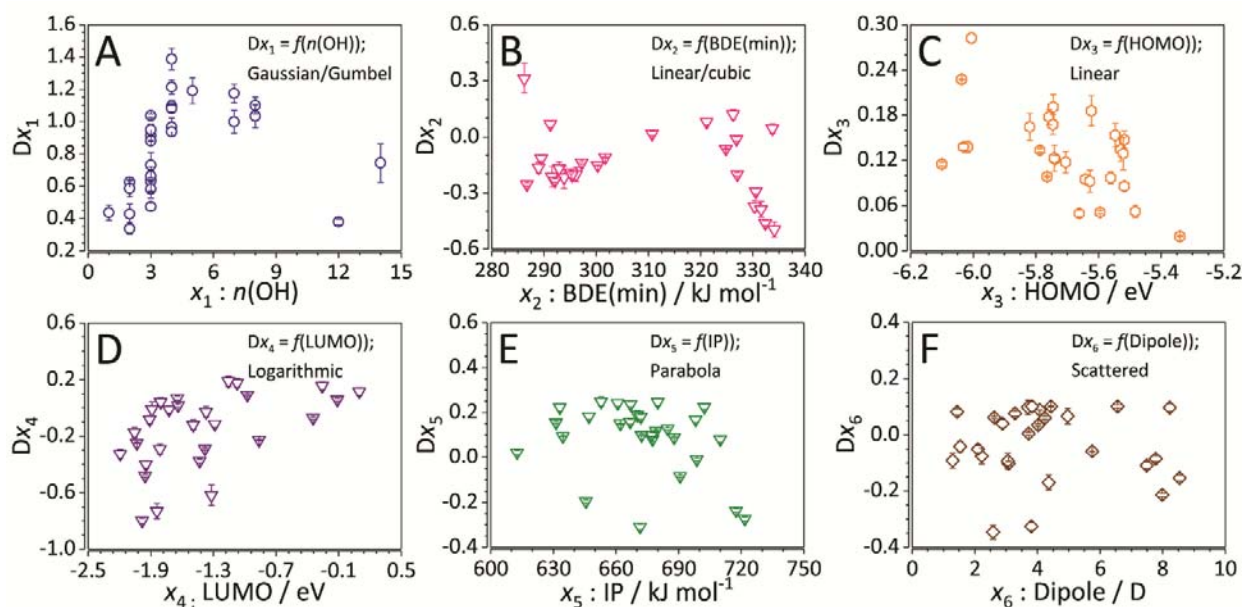 A
Dx₁ = f(n(OH));
Gaussian/Gumbel
Dx₁
1.6
1.4
1.2
1.0
0.8
0.6
0.4
0.2
0 3 6 9 12 15
x₁ : n(OH)
B
Dx₂ = f(BDE(min));
Linear/cubic
Dx₂
0.6
0.3
0.0
-0.3
-0.6
280 290 300 310 320 330 340
x₂ : BDE(min) / kJ mol⁻¹
C
Dx₃ = f(HOMO));
Linear
Dx₃
0.30
0.24
0.18
0.12
0.06
0.00
-6.2 -6.0 -5.8 -5.6 -5.4 -5.2
x₃ : HOMO / eV
D
Dx₄ = f(LUMO));
Logarithmic
Dx₄
0.6
0.2
-0.2
-0.6
-1.0
-2.5 -1.9 -1.3 -0.7 -0.1 0.5
x₄ : LUMO / eV
E
Dx₅ = f(IP));
Parabola
Dx₅
0.6
0.4
0.2
0.0
-0.2
-0.4
600 630 660 690 720 750
x₅ : IP / kJ mol⁻¹
F
Dx₆ = f(Dipole));
Scattered
Dx₆
0.4
0.2
0.0
-0.2
-0.4
0 2 4 6 8 10
x₆ : Dipole / D